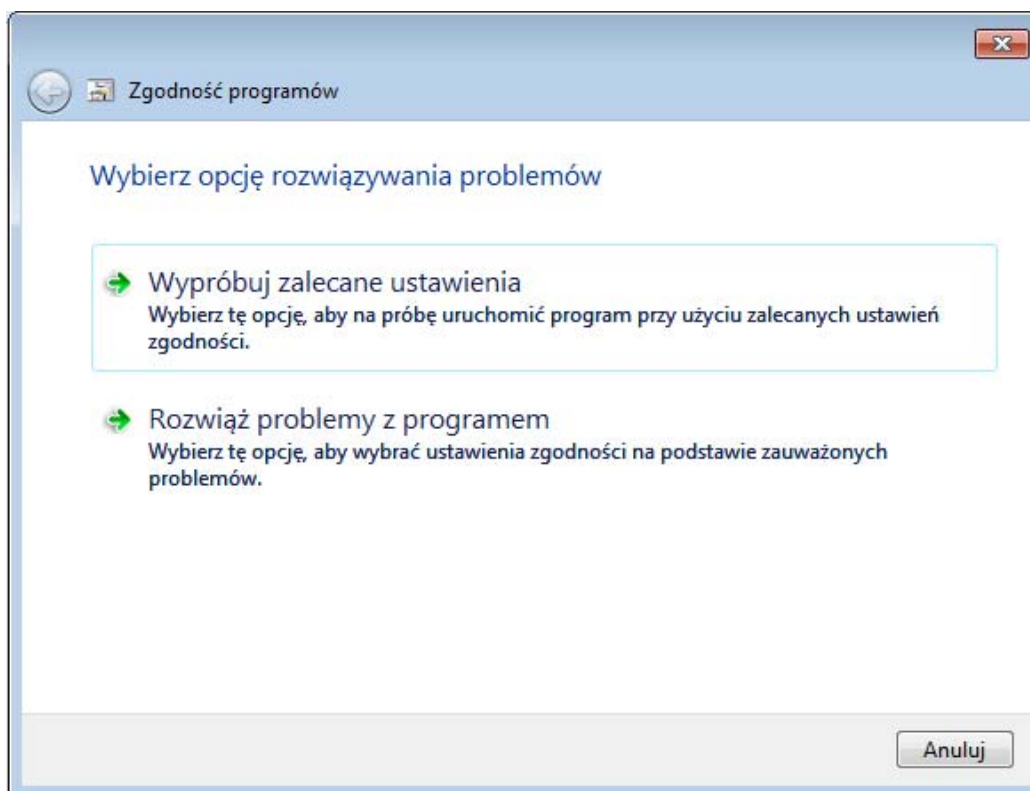 Zgodność programów
Wybierz opcję rozwiązywania problemów
Wypróbuj zalecane ustawienia
Wybierz tę opcję, aby na próbę uruchomić program przy użyciu zalecanych ustawień
zgodności.
Rozwiąż problemy z programem
Wybierz tę opcję, aby wybrać ustawienia zgodności na podstawie zauważonych
problemów.
Anuluj